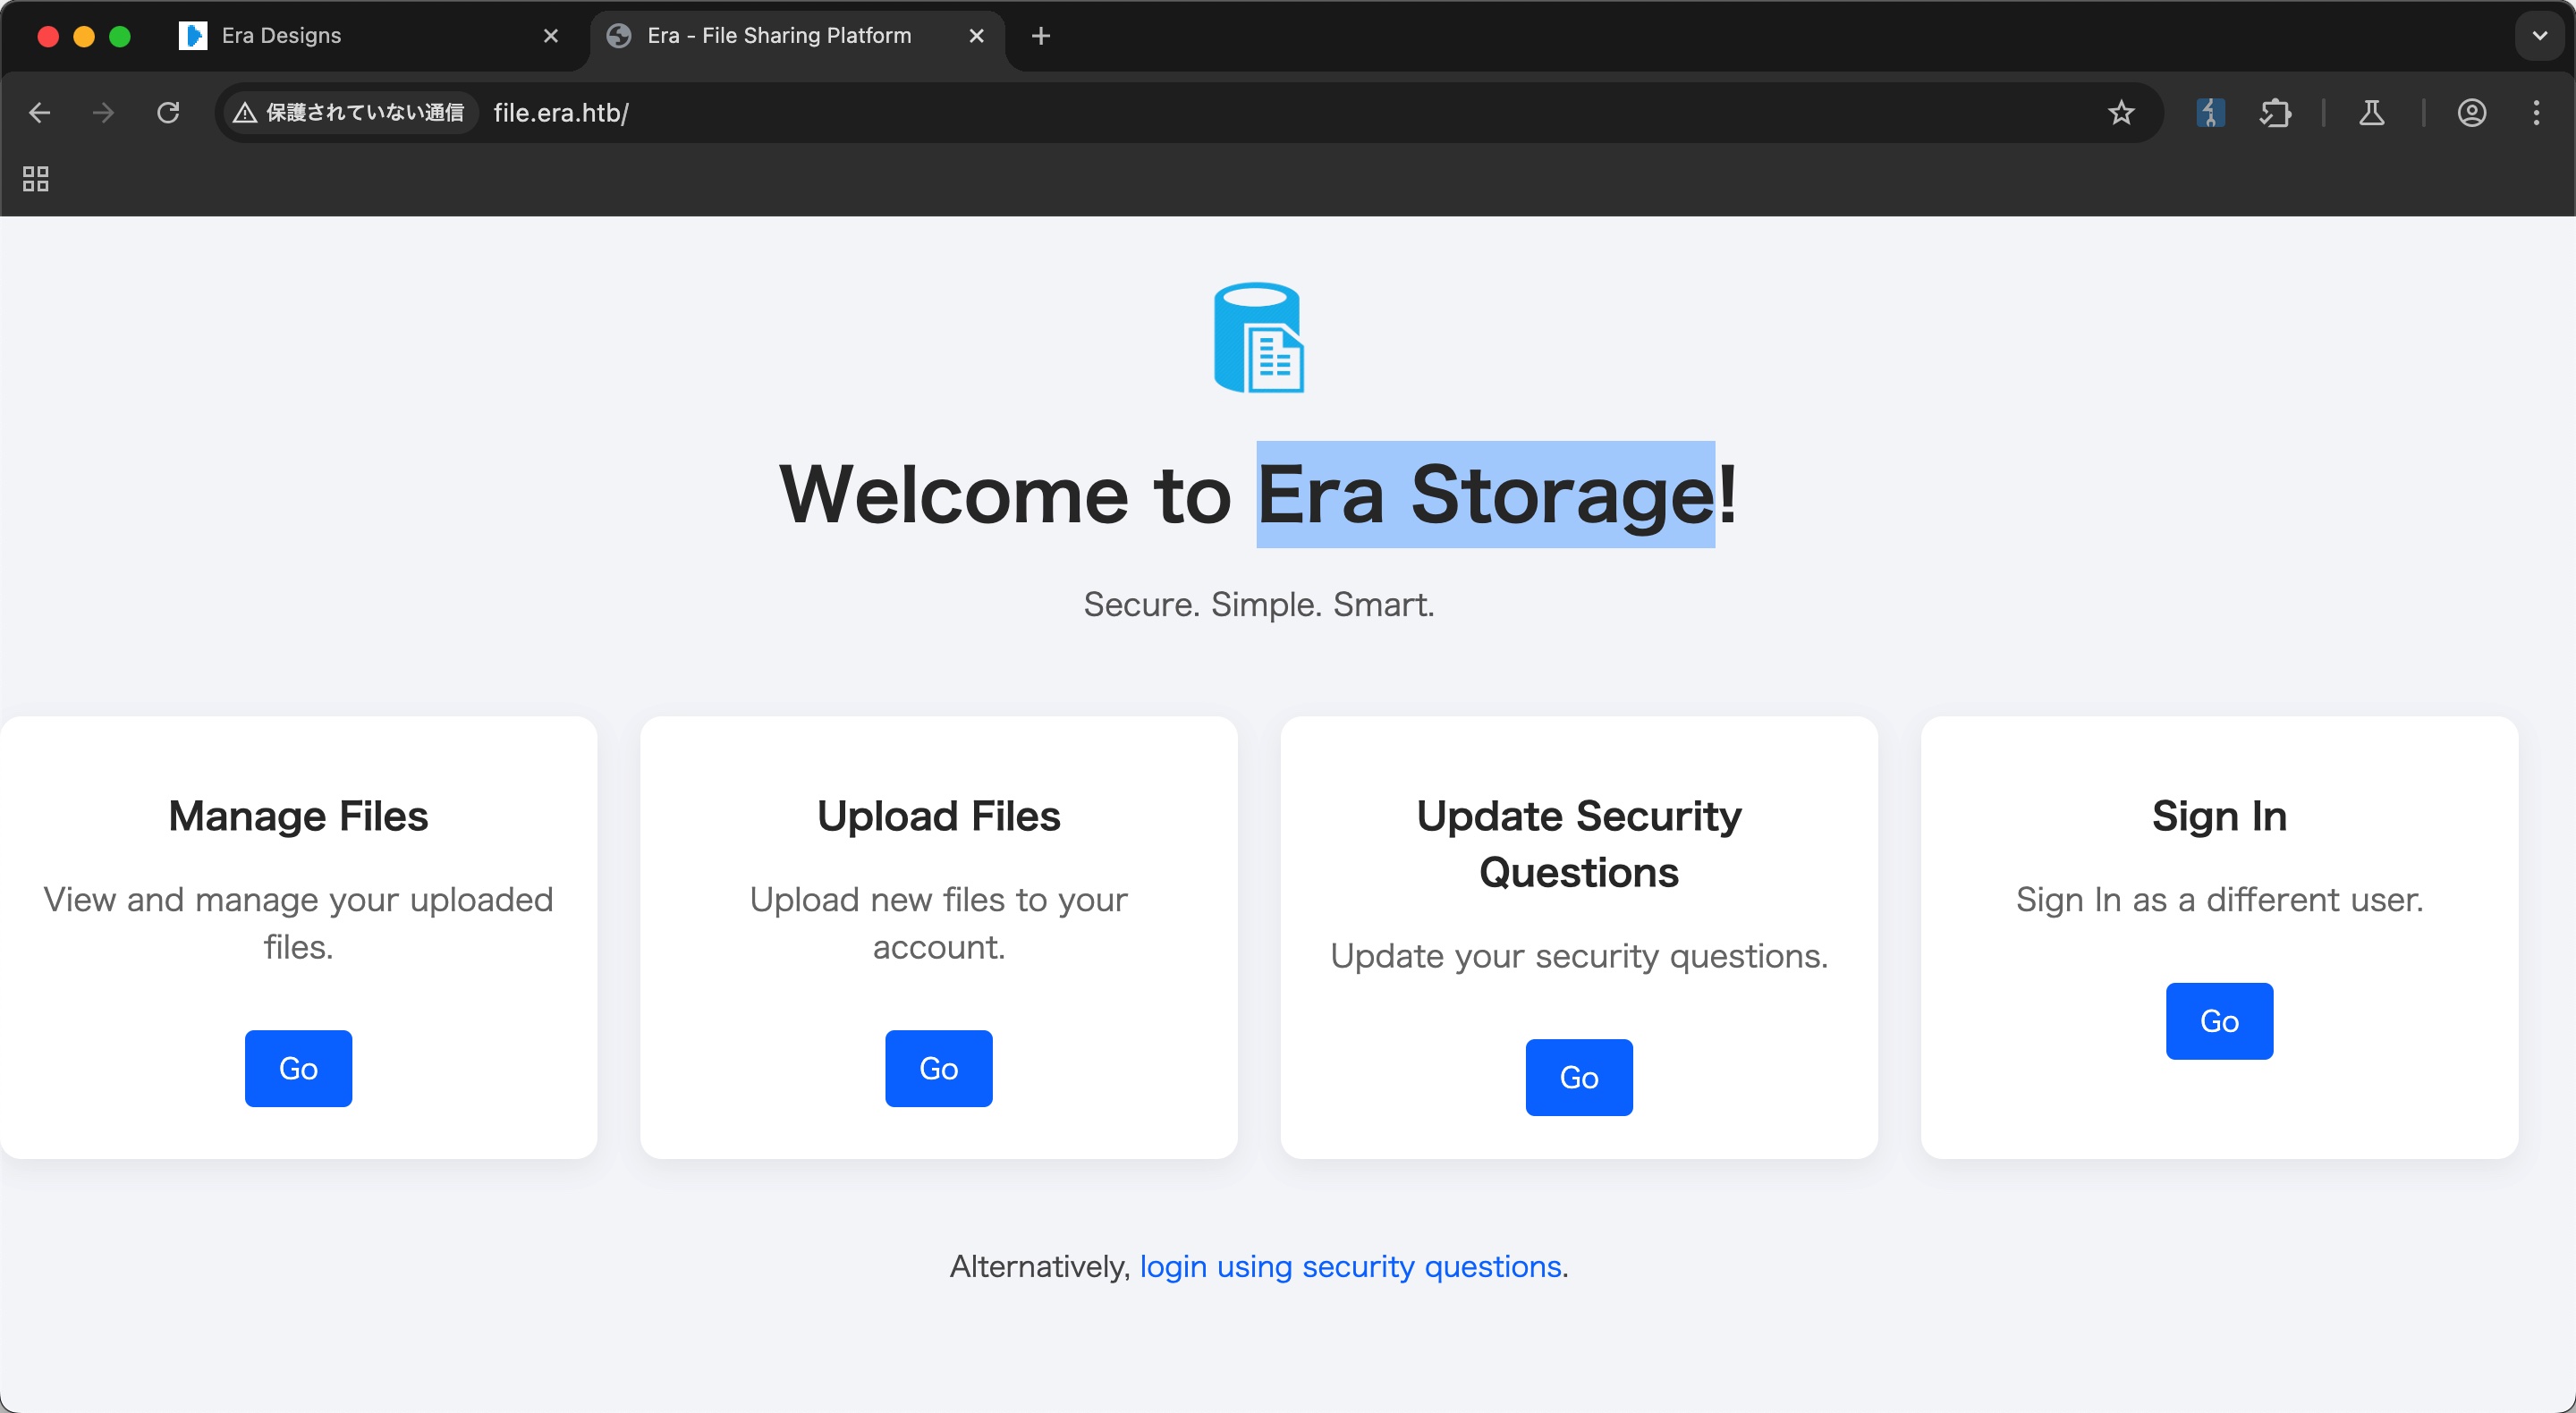 Era Designs
Era - File Sharing Platform
保護されていない通信
file.era.htb/
Welcome to Era Storage!
Secure. Simple. Smart.
Manage Files
View and manage your uploaded
files.
Go
Upload Files
Upload new files to your
account.
Go
Update Security
Questions
Update your security questions.
Go
Sign In
Sign In as a different user.
Go
Alternatively, login using security questions.